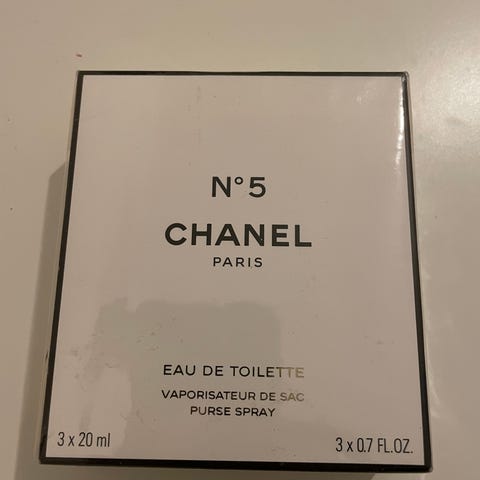 N°5
CHANEL
PARIS
EAU DE TOILETTE
VAPORISATEUR DE SAC
PURSE SPRAY
3 x 20 ml
3 x 0.7 FL.OZ.